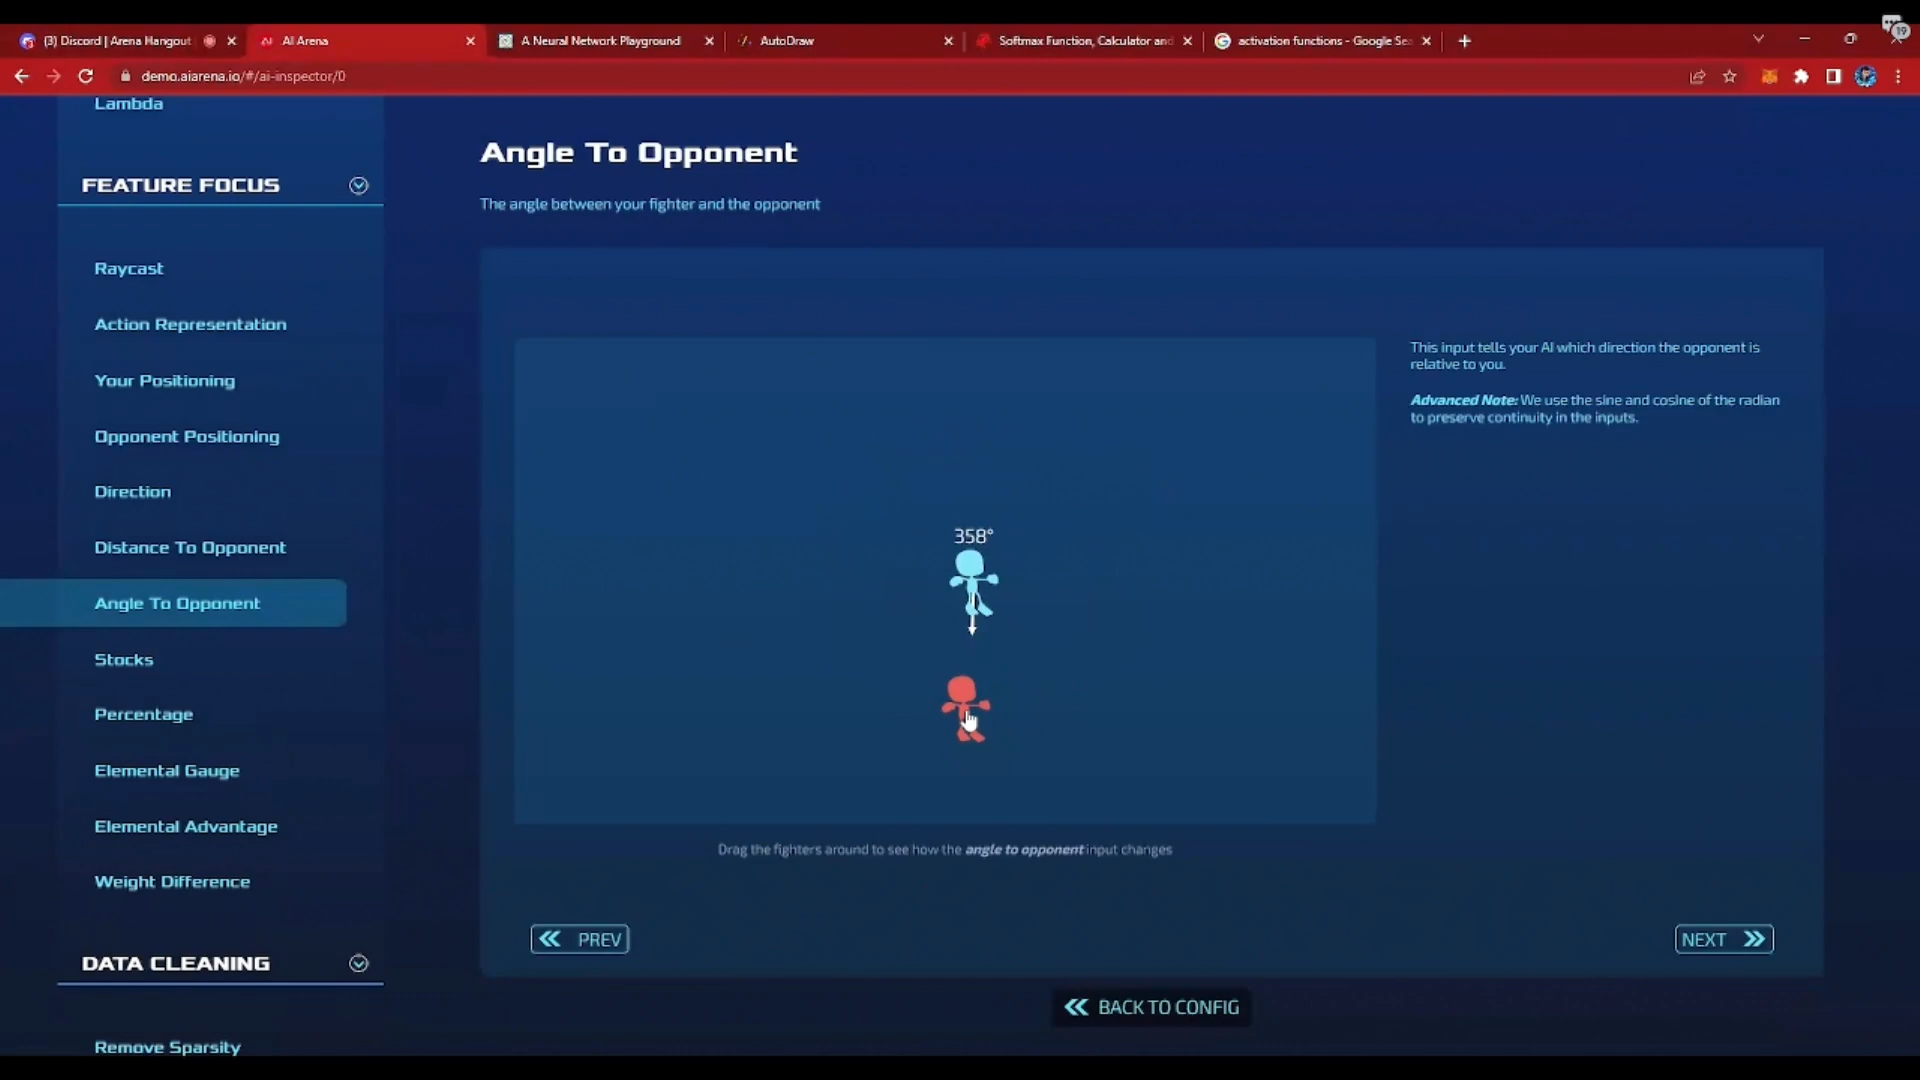 (3) Discord | Arena Hangout
AI Arena
A Neural Network Playground
AutoDraw
Softmax Function, Calculator and
activation functions - Google Sea
19
demo.aiarena.io/#/ai-inspector/0
Lambda
FEATURE FOCUS
Raycast
Action Representation
Your Positioning
Opponent Positioning
Direction
Distance To Opponent
Angle To Opponent
Stocks
Percentage
Elemental Gauge
Elemental Advantage
Weight Difference
DATA CLEANING
Remove Sparsity
Angle To Opponent
The angle between your fighter and the opponent
358°
This input tells your AI which direction the opponent is
relative to you.
Advanced Note: We use the sine and cosine of the radian
to preserve continuity in the inputs.
Drag the fighters around to see how the angle to opponent input changes
PREV
NEXT
BACK TO CONFIG